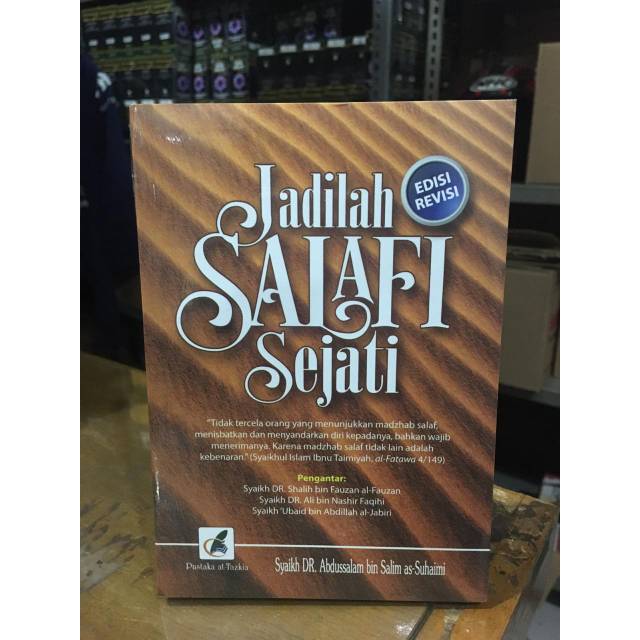 Jadilah
EDISI
REVISI
SALAFI
Sejati
"Tidak tercela orang yang menunjukkan madzhab salaf,
menisbatkan dan menyandarkan diri kepadanya, bahkan wajib
menerimanya. Karena madzhab salaf tidak lain adalah
kebenaran." (Syaikhul Islam Ibnu Taimiyah, al-Fatawa 4/149)
Pengantar:
Syaikh DR. Shalih bin Fauzan al-Fauzan
Syaikh DR. Ali bin Nashir Faqihi
Syaikh 'Ubaid bin Abdillah al-Jabiri
Pustaka at-Tazkia
Syaikh DR. Abdussalam bin Salim as-Suhaimi